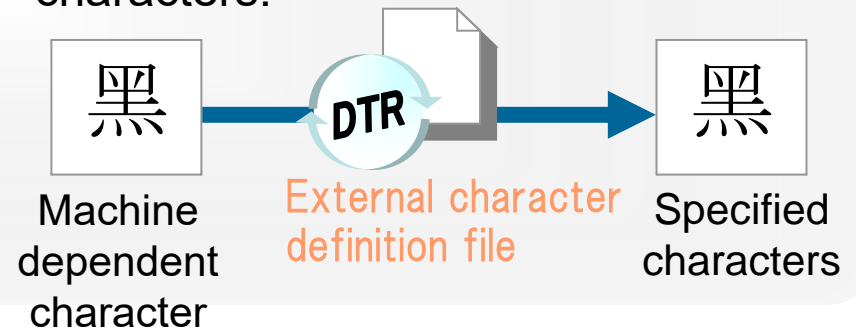 characters.
黑
DTR
黑
External character
definition file
Machine
dependent
character
Specified
characters